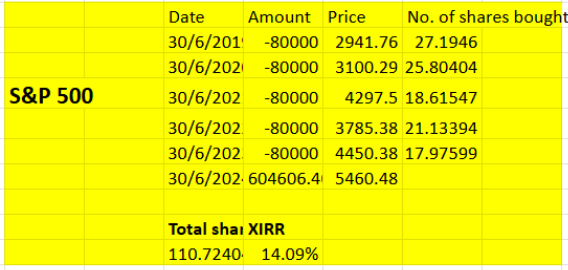 Date Amount Price No. of shares bought
30/6/2019 -80000 2941.76 27.1946
30/6/202 -80000 3100.29 25.80404
S&P 500 30/6/202 -80000 4297.5 18.61547
30/6/202 -80000 3785.38 21.13394
30/6/202 -80000 4450.38 17.97599
30/6/202 604606.4 5460.48
Total shar XIRR
110.7240 14.09%